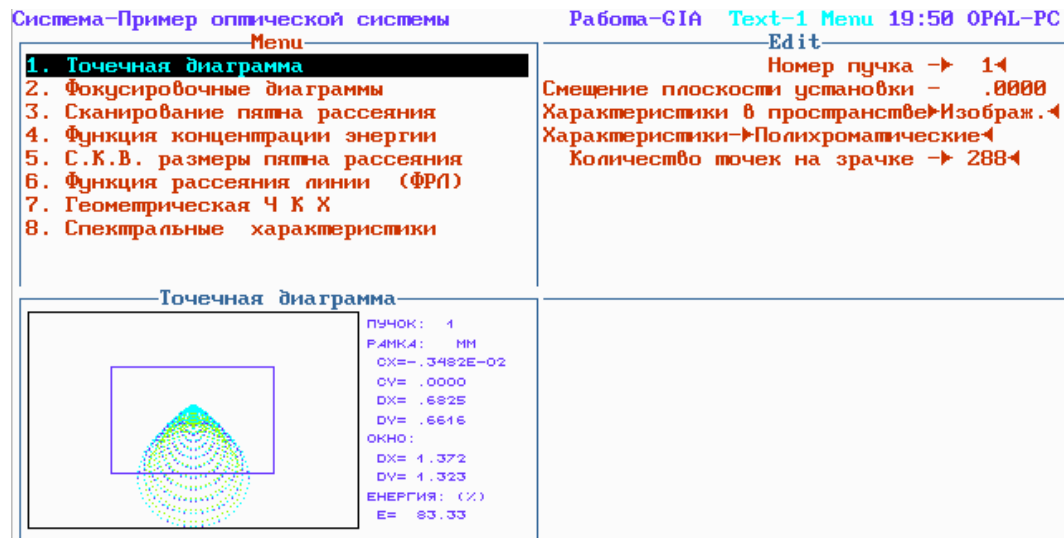 Система-Пример оптической системы Работа-GIA Text-1 Menu 19:50 OPAL-PC
Menu
1. Точечная диаграмма
2. Фокусировочные диаграммы
3. Сканирование пятна рассеяния
4. Функция концентрации энергии
5. С.К.В. размеры пятна рассеяния
6. Функция рассеяния линии (ФРЛ)
7. Геометрическая Ч К Х
8. Спектральные характеристики
Edit
Номер пучка -► 1◄
Смещение плоскости установки - .0000
Характеристики в пространстве►Изображ.◄
Характеристики-►Полихроматические◄
Количество точек на зрачке -► 288◄
Точечная диаграмма
ПУЧОК: 1
РАМКА: ММ
CX=-.3482E-02
CY= .0000
DX= .6825
DY= .6616
ОКНО:
DX= 1.372
DY= 1.323
ЕНЕРГИЯ: (%)
E= 83.33